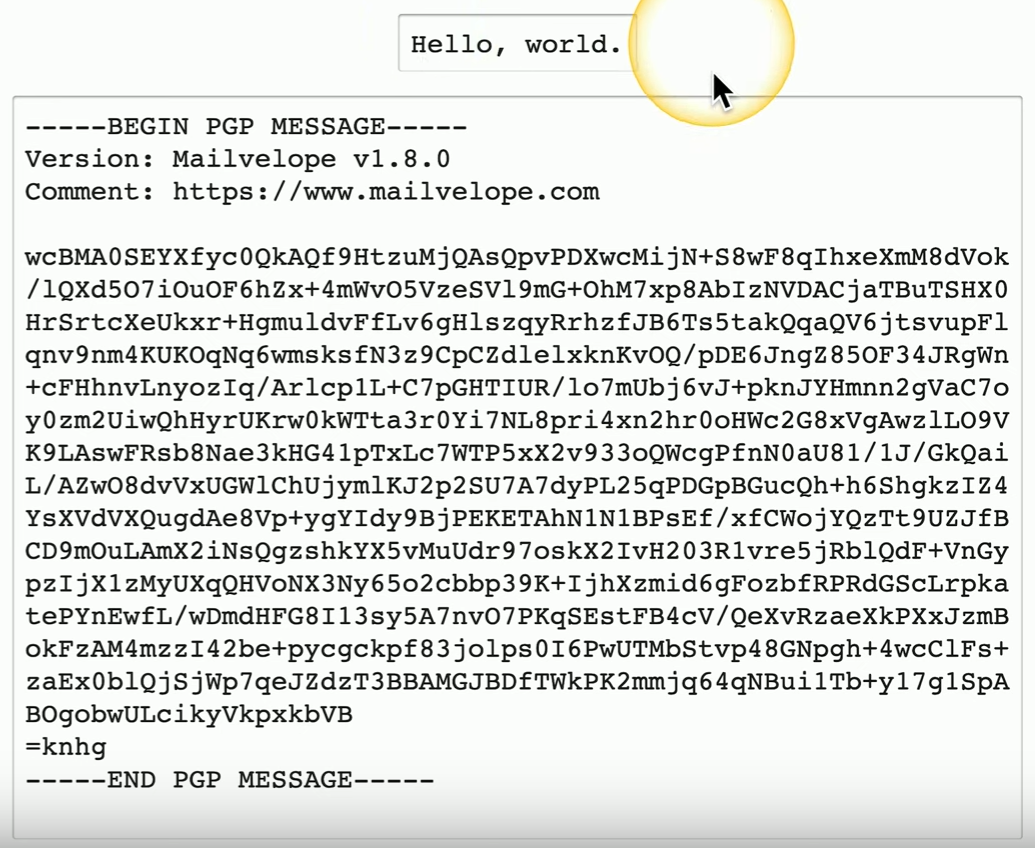 Hello, world.
-----BEGIN PGP MESSAGE-----
Version: Mailvelope v1.8.0
Comment: https://www.mailvelope.com
wcBMA0SEYXfyc0QkAQf9HtzuMjQAsQpvPDXwcMijN+S8wF8qIhxeXmM8dVok
/lQXd5O7iOuOF6hZx+4mWvO5VzeSVl9mG+OhM7xp8AbIzNVDACjaTBuTSHX0
HrSrtcXeUkxr+HgmuldvFfLv6gHlszqyRrhzfJB6Ts5takQqaQV6jtsvupFl
qnv9nm4KUKOqNq6wmsksfN3z9CpCZdlelxknKvOQ/pDE6JngZ85OF34JRgWn
+cFHhnvLnyozIq/Arlcp1L+C7pGHTIUR/lo7mUbj6vJ+pknJYHmnn2gVaC7o
y0zm2UiwQhHyrUKrw0kWTta3r0Yi7NL8pri4xn2hr0oHWc2G8xVgAwzlLO9V
K9LAswFRsb8Nae3kHG41pTxLc7WTP5xX2v933oQWcgPfnN0aU81/1J/GkQai
L/AZwO8dvVxUGWlChUjymlKJ2p2SU7A7dyPL25qPDGpBGucQh+h6ShgkzIZ4
YsXVdVXQugdAe8Vp+ygYIdy9BjPEKETAhN1N1BPsEf/xfCWojYQzTt9UZJfB
CD9mOuLAmX2iNsQgzshkYX5vMuUdr97oskX2IvH203R1vre5jRblQdF+VnGy
pzIjX1zMyUXqQHVoNX3Ny65o2cbbp39K+IjhXzmid6gFozbfRPRdGScLrpka
tePYnEwfL/wDmdHFG8I13sy5A7nvO7PKqSEstFB4cV/QeXvRzaeXkPXxJzmB
okFzAM4mzzI42be+pycgckpf83jolps0I6PwUTMbStvp48GNpgh+4wcClFs+
zaEx0blQjSjWp7qeJZdzT3BBAMGJBDfTWkPK2mmjq64qNBui1Tb+y17g1SpA
BOgobwULcikyVkpxkbVB
=knhg
-----END PGP MESSAGE-----